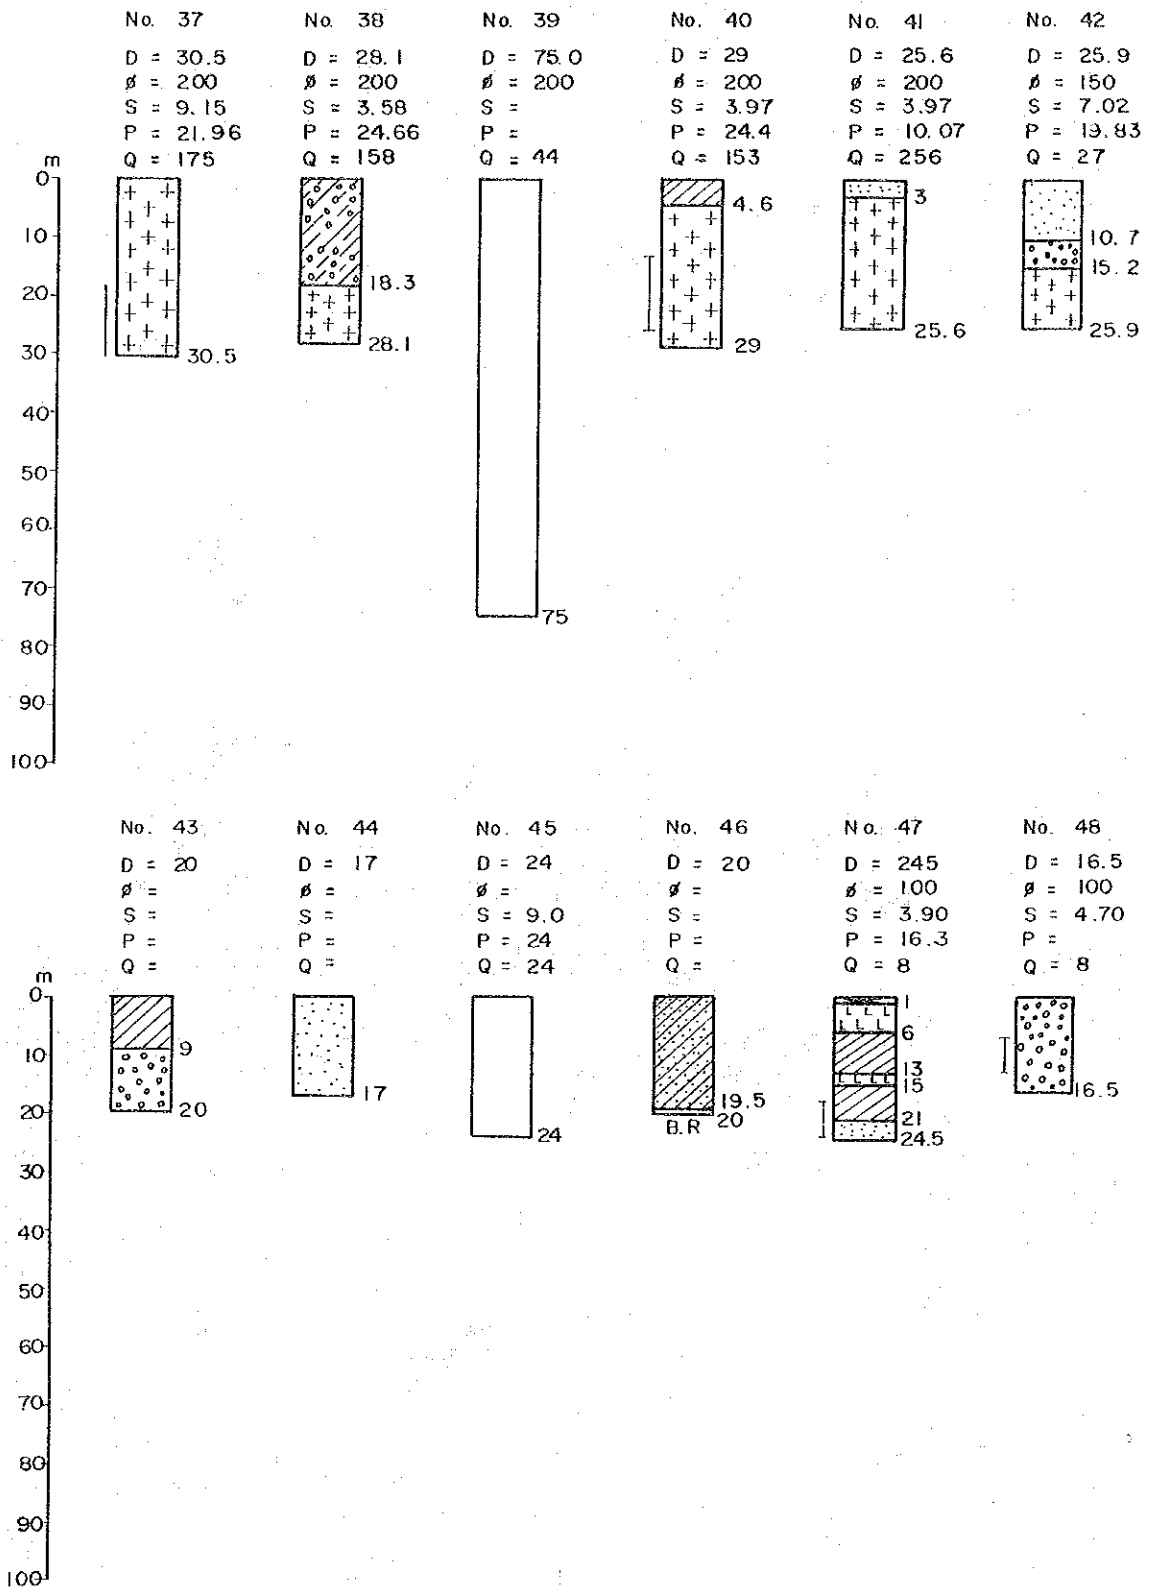 No. 37 No. 38 No. 39 No. 40 No. 41 No. 42
D = 30.5 D = 28.1 D = 75.0 D = 29 D = 25.6 D = 25.9
ø = 200 ø = 200 ø = 200 ø = 200 ø = 200 ø = 150
S = 9.15 S = 3.58 S = S = 3.97 S = 3.97 S = 7.02
P = 21.96 P = 24.66 P = P = 24.4 P = 10.07 P = 19.83
m Q = 175 Q = 158 Q = 44 Q = 153 Q = 256 Q = 27
0
4.6 3
10 10.7
15.2
20 18.3
30 30.5 28.1 29 25.6 25.9
40
50
60
70
75
80
90
100
No. 43 No. 44 No. 45 No. 46 No. 47 No. 48
D = 20 D = 17 D = 24 D = 20 D = 245 D = 16.5
ø = ø = ø = ø = ø = 100 ø = 100
S = S = S = 9.0 S = S = 3.90 S = 4.70
P = P = P = 24 P = P = 16.3 P =
m Q = Q = Q = 24 Q = Q = 8 Q = 8
0 1
L L
L L 6
10 9 13
L L L L 15
17 16.5
20 20 19.5 21
B.R 20
24 24.5
30
40
50
60
70
80
90
100